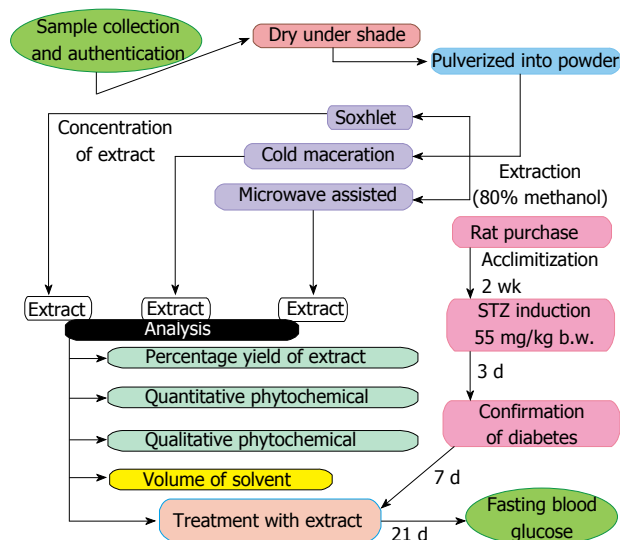 Sample collection
and authentication
Dry under shade
Pulverized into powder
Soxhlet
Concentration
of extract
Cold maceration
Microwave assisted
Extraction
(80% methanol)
Rat purchase
Acclimitization
2 wk
STZ induction
55 mg/kg b.w.
3 d
Confirmation
of diabetes
7 d
Extract
Extract
Extract
Analysis
Percentage yield of extract
Quantitative phytochemical
Qualitative phytochemical
Volume of solvent
Treatment with extract
21 d
Fasting blood
glucose